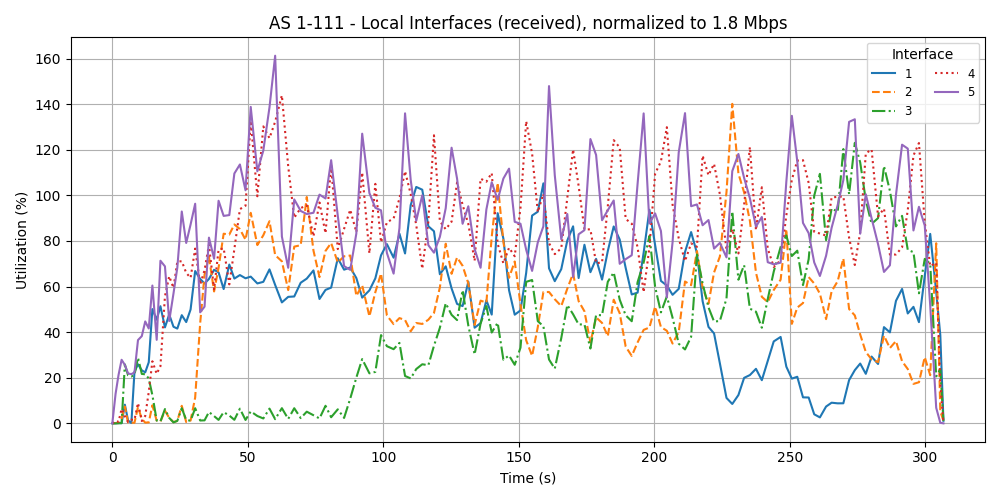 AS 1-111 - Local Interfaces (received), normalized to 1.8 Mbps
Interface
1
2
3
4
5
Utilization (%)
160
140
120
100
80
60
40
20
0
0 50 100 150 200 250 300
Time (s)